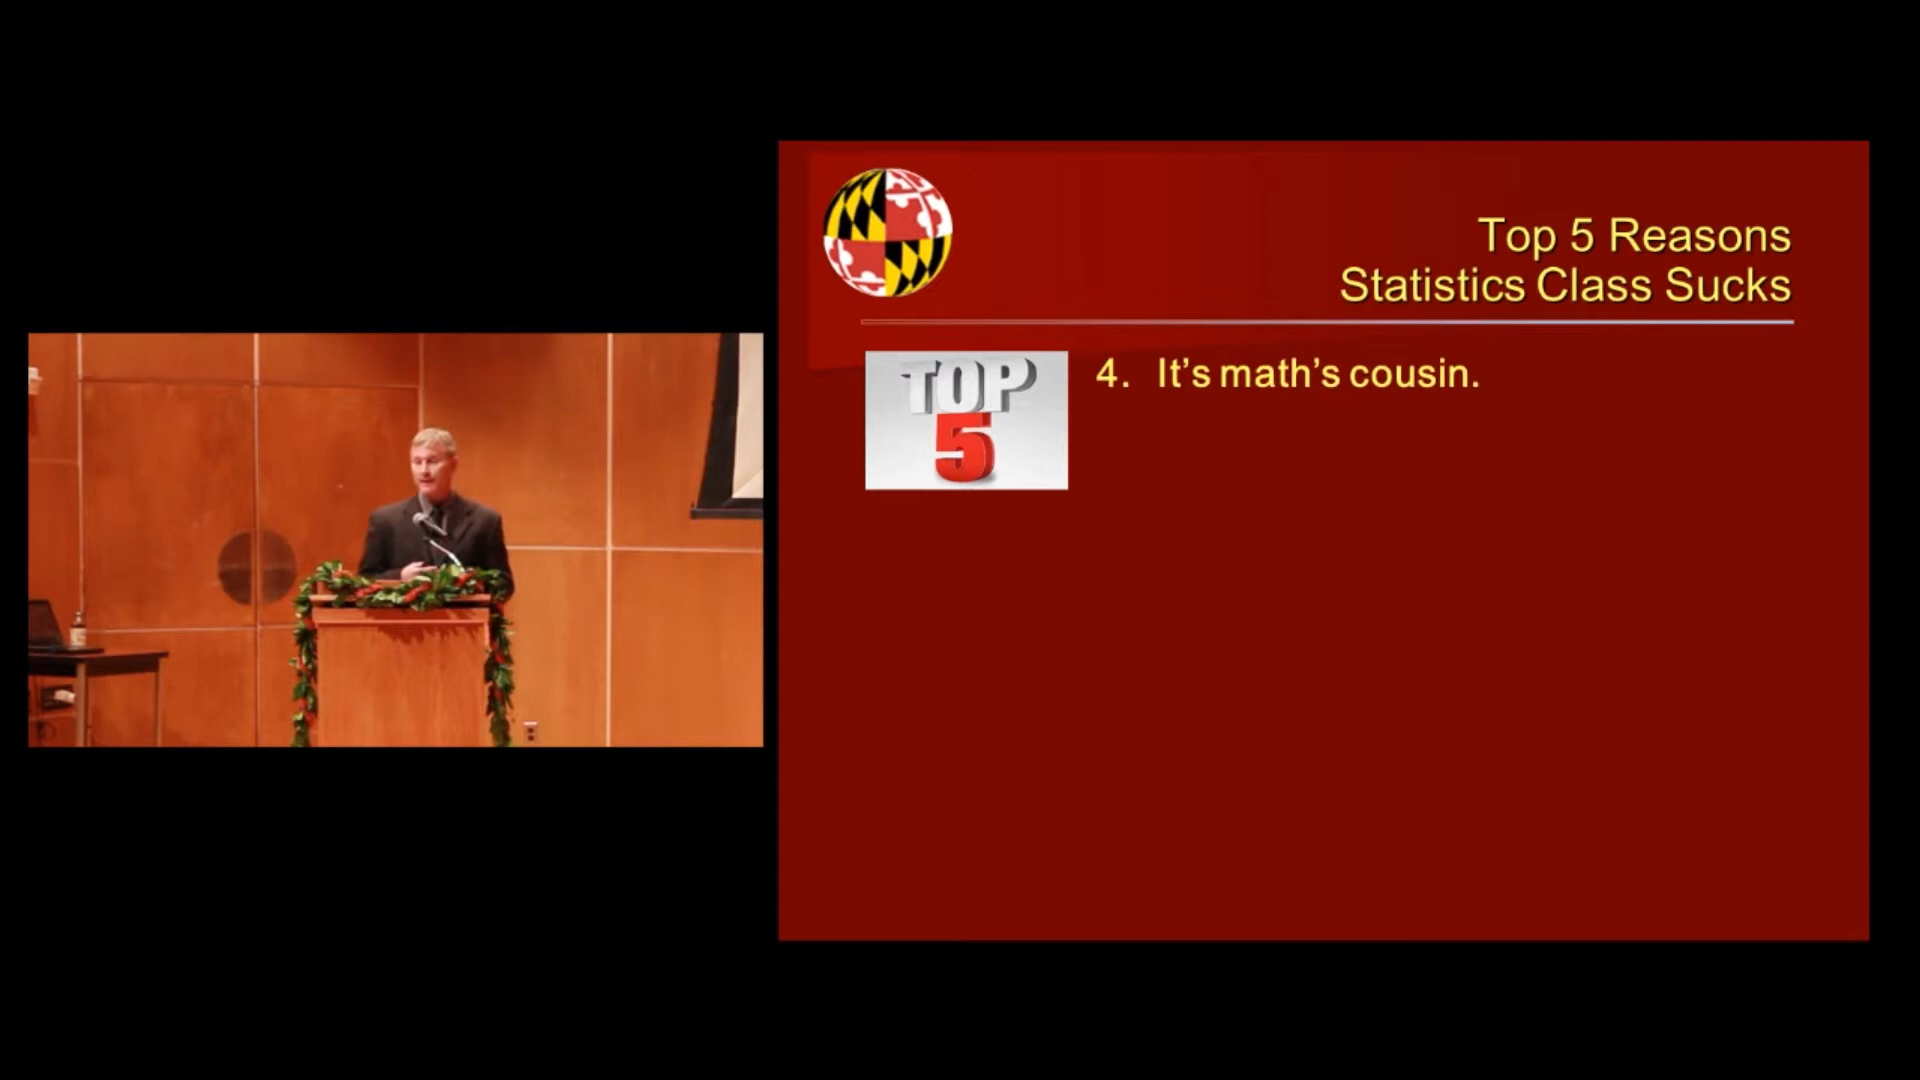 Top 5 Reasons
Statistics Class Sucks
TOP
5
4. It's math's cousin.